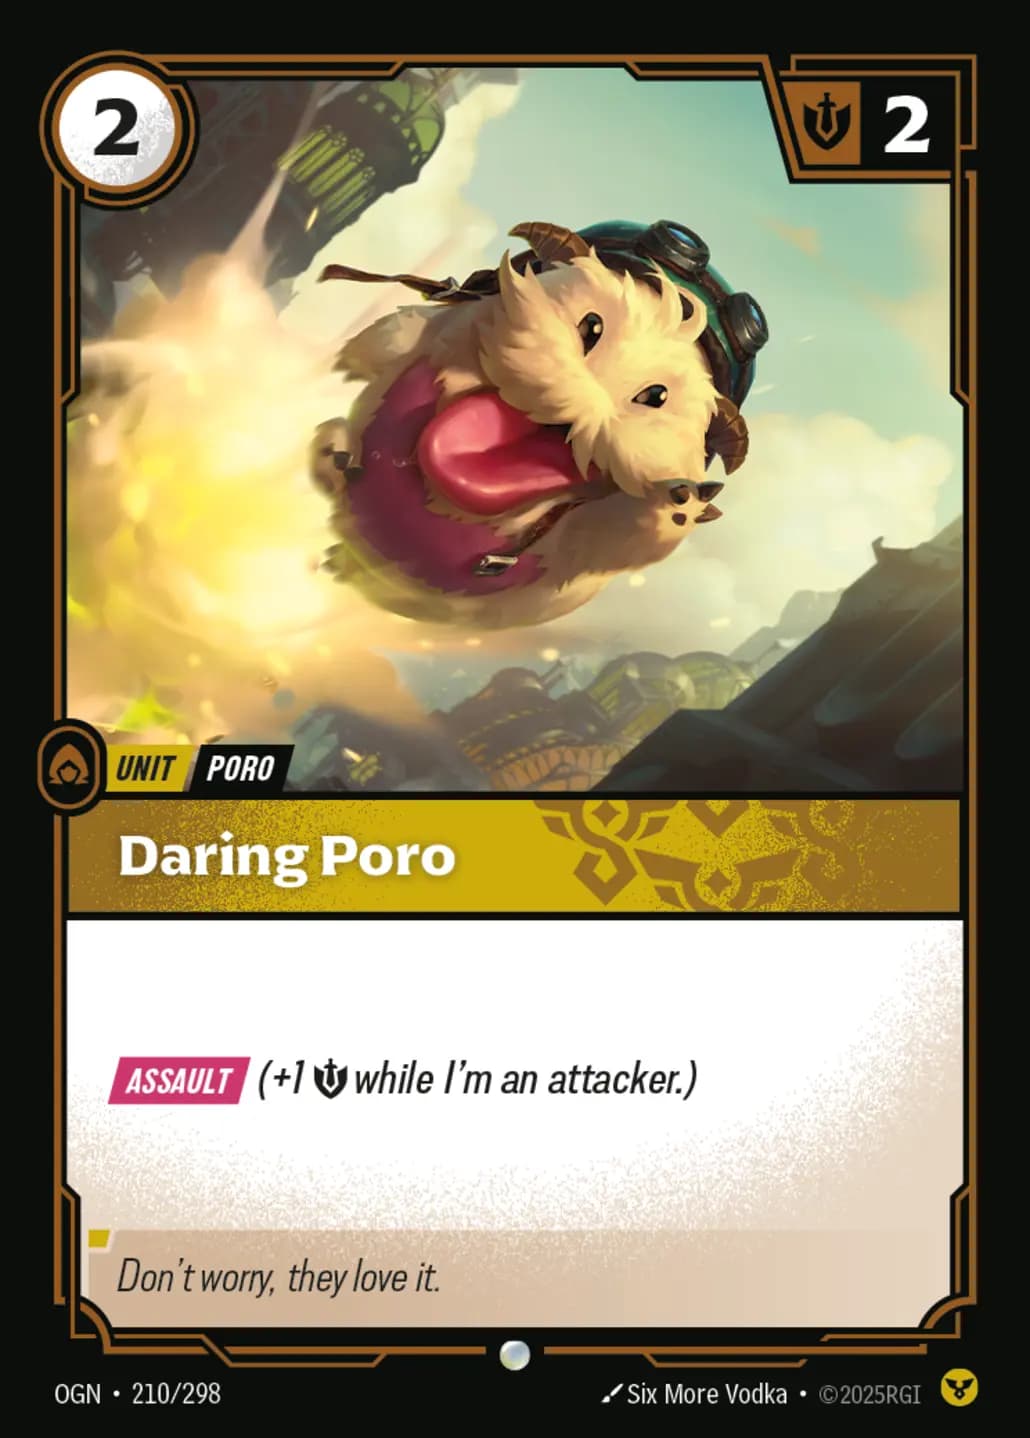 2
2
UNIT PORO
Daring Poro
ASSAULT (+1 while I'm an attacker.)
Don't worry, they love it.
OGN • 210/298
Six More Vodka • ©2025RGI